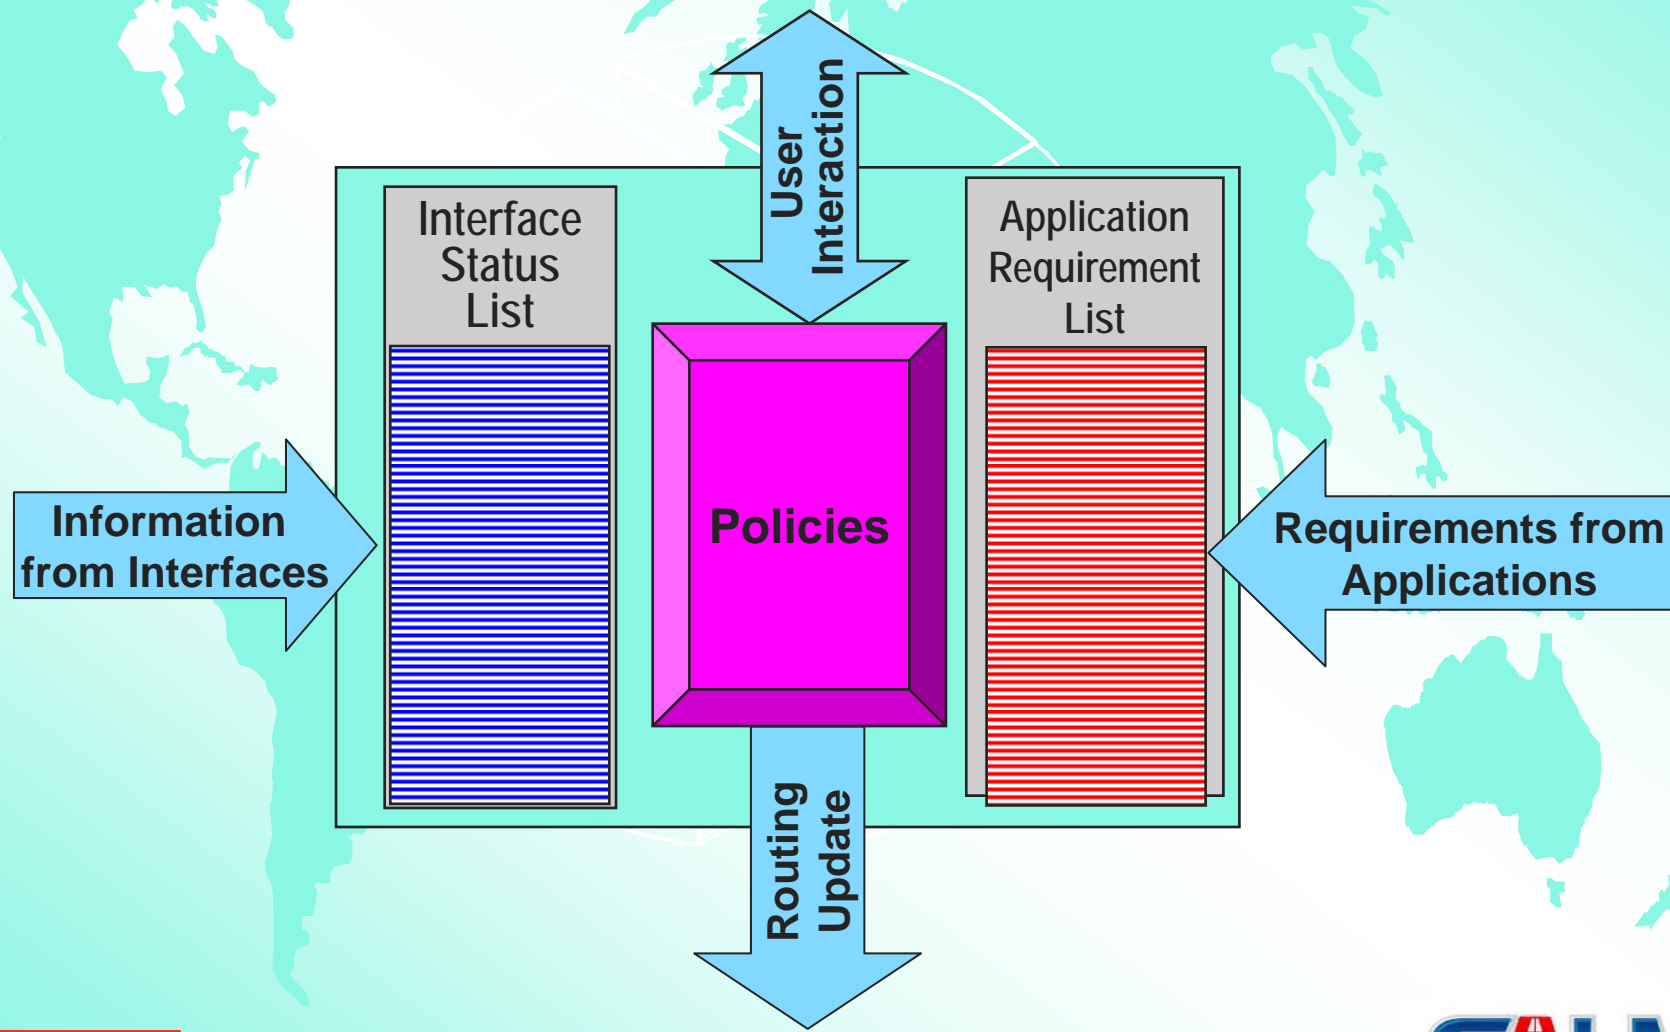 User
Interaction
Interface
Status
List
Application
Requirement
List
Information
from Interfaces
Policies
Requirements from
Applications
Routing
Update